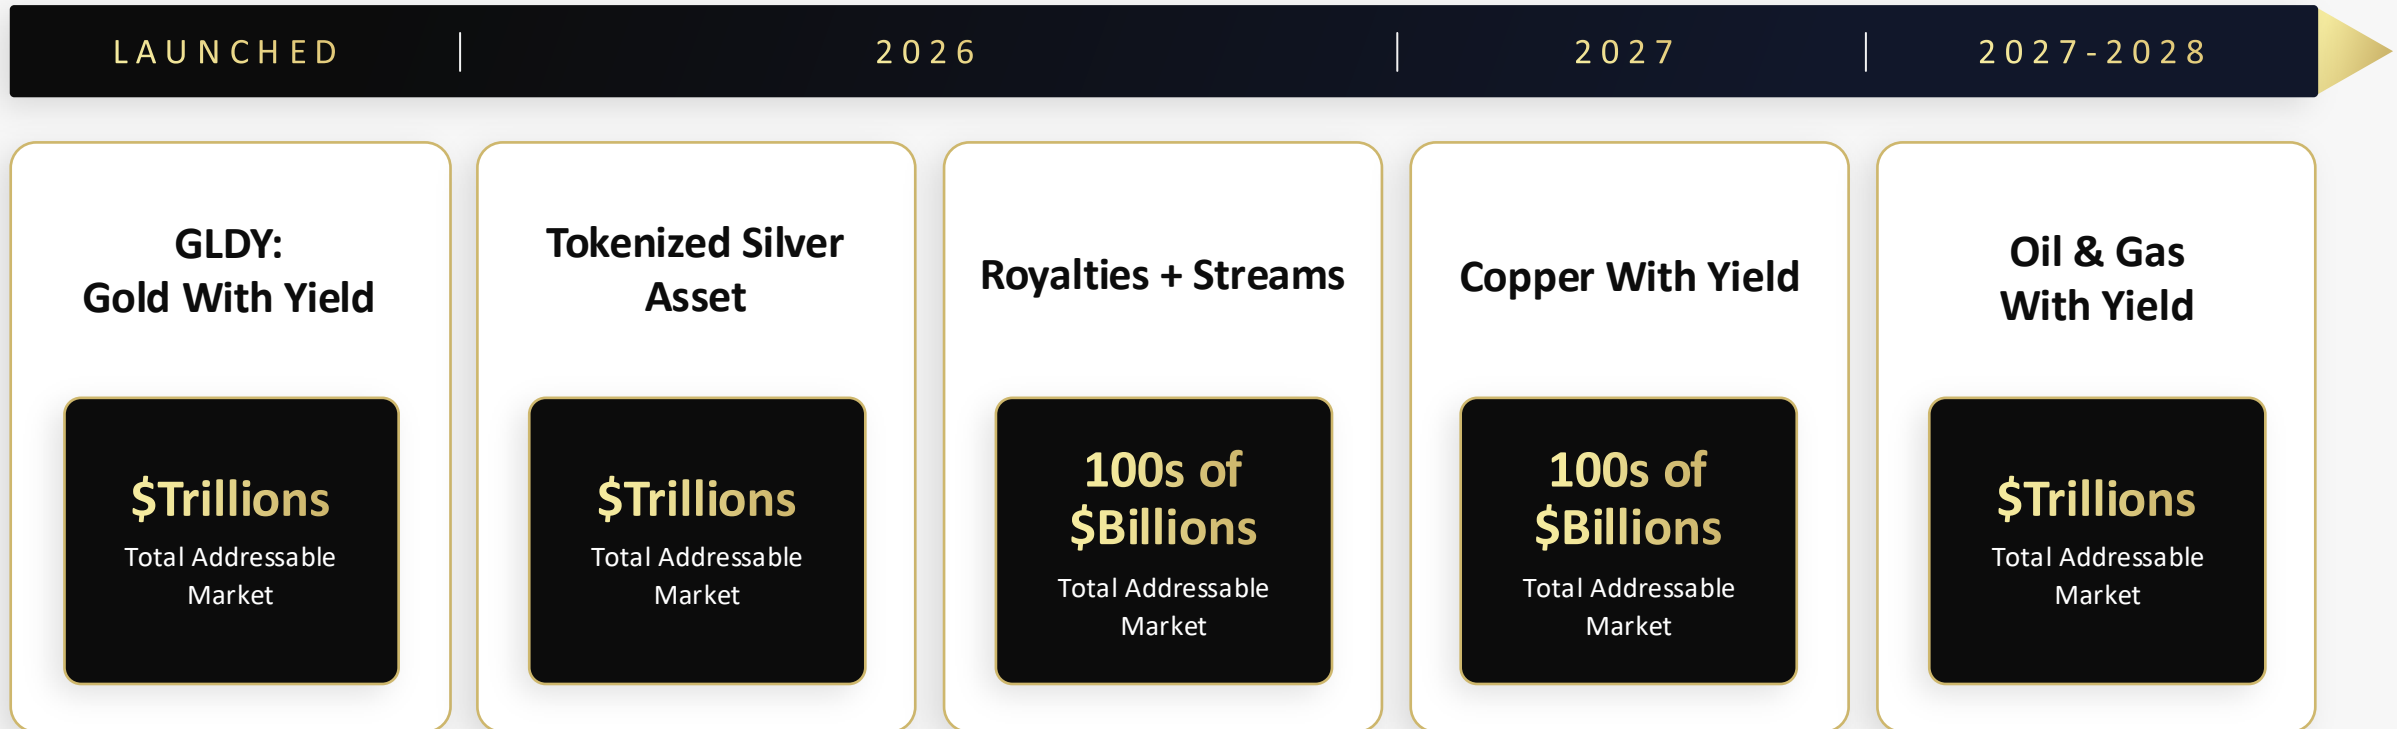 LAUNCHED
2026
2027
2027-2028
GLDY:
Gold With Yield
$Trillions
Total Addressable
Market
Tokenized Silver
Asset
$Trillions
Total Addressable
Market
Royalties + Streams
100s of
$Billions
Total Addressable
Market
Copper With Yield
100s of
$Billions
Total Addressable
Market
Oil & Gas
With Yield
$Trillions
Total Addressable
Market